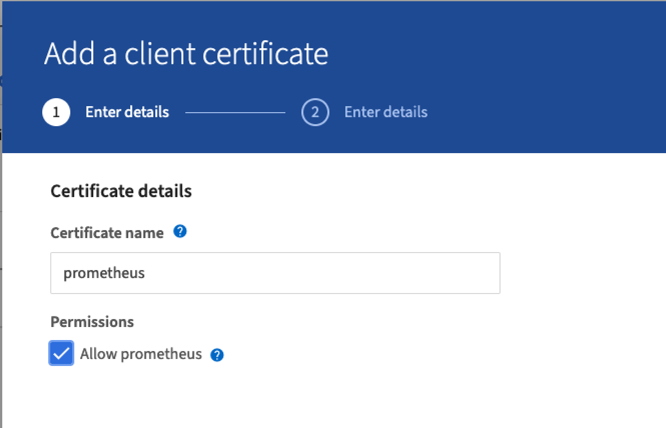 Add a client certificate
1 Enter details 2 Enter details
Certificate details
Certificate name ?
prometheus
Permissions
Allow prometheus ?